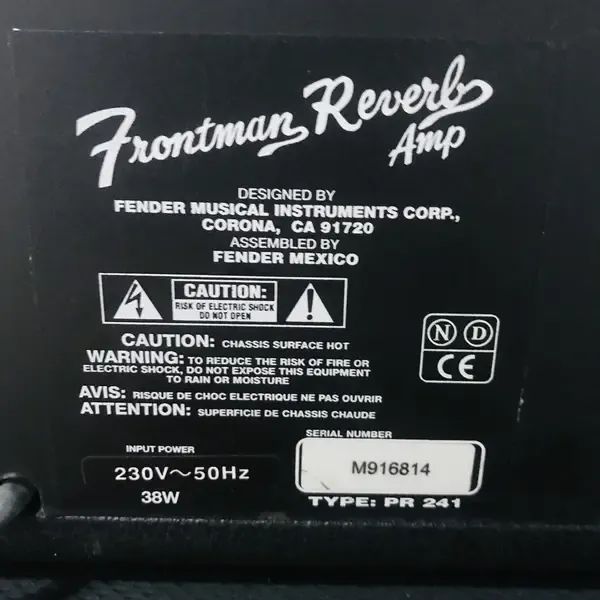 Frontman Reverb
Amp
DESIGNED BY
FENDER MUSICAL INSTRUMENTS CORP.,
CORONA, CA 91720
ASSEMBLED BY
FENDER MEXICO
CAUTION:
RISK OF ELECTRIC SHOCK
DO NOT OPEN
CAUTION: CHASSIS SURFACE HOT
WARNING: TO REDUCE THE RISK OF FIRE OR
ELECTRIC SHOCK, DO NOT EXPOSE THIS EQUIPMENT
TO RAIN OR MOISTURE
AVIS: RISQUE DE CHOC ELECTRIQUE NE PAS OUVRIR
ATTENTION: SUPERFICIE DE CHASSIS CHAUDE
N D
CE
INPUT POWER
230V~50Hz
38W
SERIAL NUMBER
M916814
TYPE: PR 241